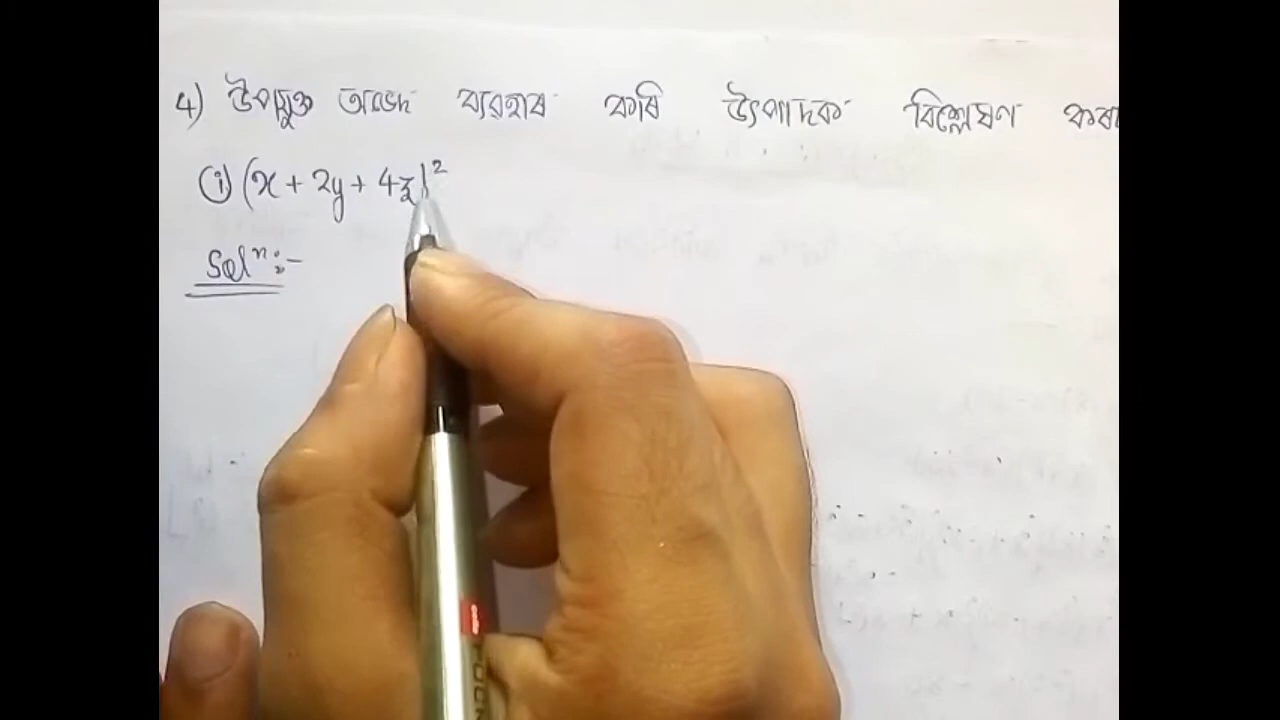 4) উপযুক্ত অভেদ ব্যৱহাৰ কৰি উৎপাদক বিশ্লেষণ কৰা
(i) (x + 2y + 4z)²
Solⁿ:-